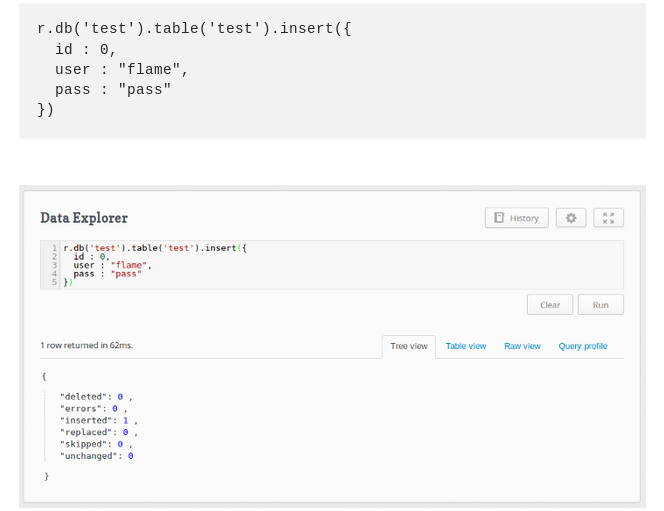 r.db('test').table('test').insert({
  id : 0,
  user : "flame",
  pass : "pass"
})
Data Explorer
History
1 r.db('test').table('test').insert({
2   id : 0,
3   user : "flame",
4   pass : "pass"
5 })
Clear Run
1 row returned in 62ms. Tree view Table view Raw view Query profile
{
"deleted": 0 ,
"errors": 0 ,
"inserted": 1 ,
"replaced": 0 ,
"skipped": 0 ,
"unchanged": 0
}